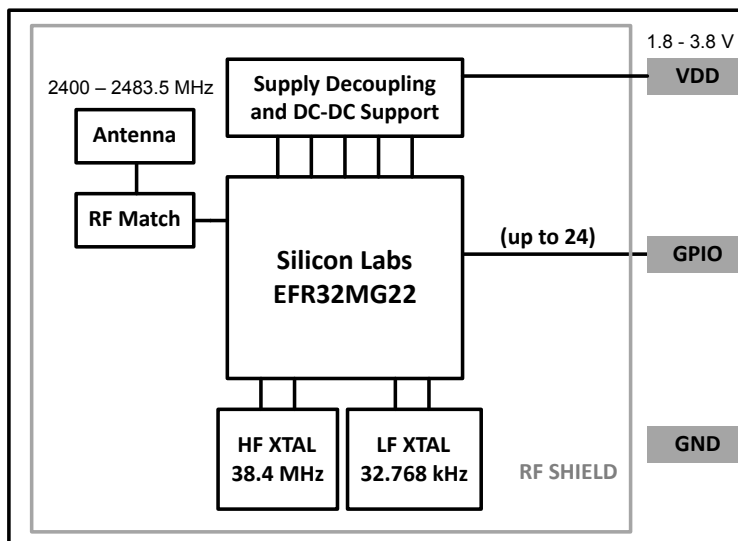 1.8 - 3.8 V
VDD
Supply Decoupling
and DC-DC Support
2400 – 2483.5 MHz
Antenna
RF Match
(up to 24)
GPIO
Silicon Labs
EFR32MG22
HF XTAL
38.4 MHz
LF XTAL
32.768 kHz
GND
RF SHIELD